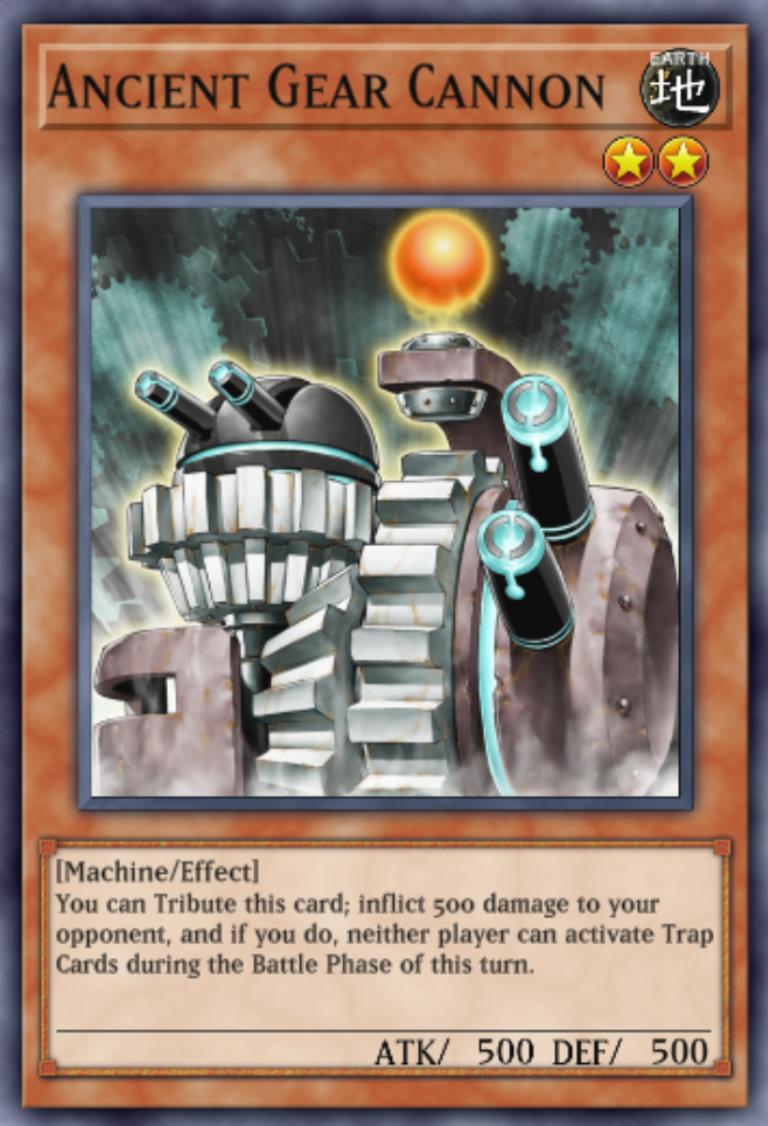 ANCIENT GEAR CANNON
EARTH
地
[Machine/Effect]
You can Tribute this card; inflict 500 damage to your
opponent, and if you do, neither player can activate Trap
Cards during the Battle Phase of this turn.
ATK/ 500 DEF/ 500